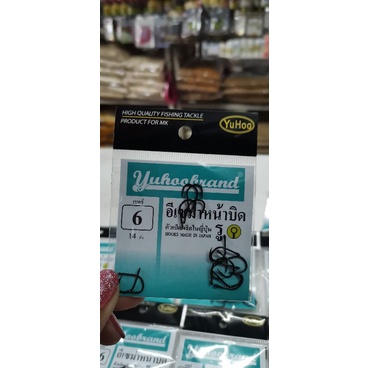 HIGH QUALITY FISHING TACKLE
PRODUCT FOR MK
YuHoo
Yuhoobrand
เบอร์
6
14 ตัว
อีเซม่าหน้าบิด
รู
ตัวเบ็ดผลิตในญี่ปุ่น
HOOKS MADE IN JAPAN